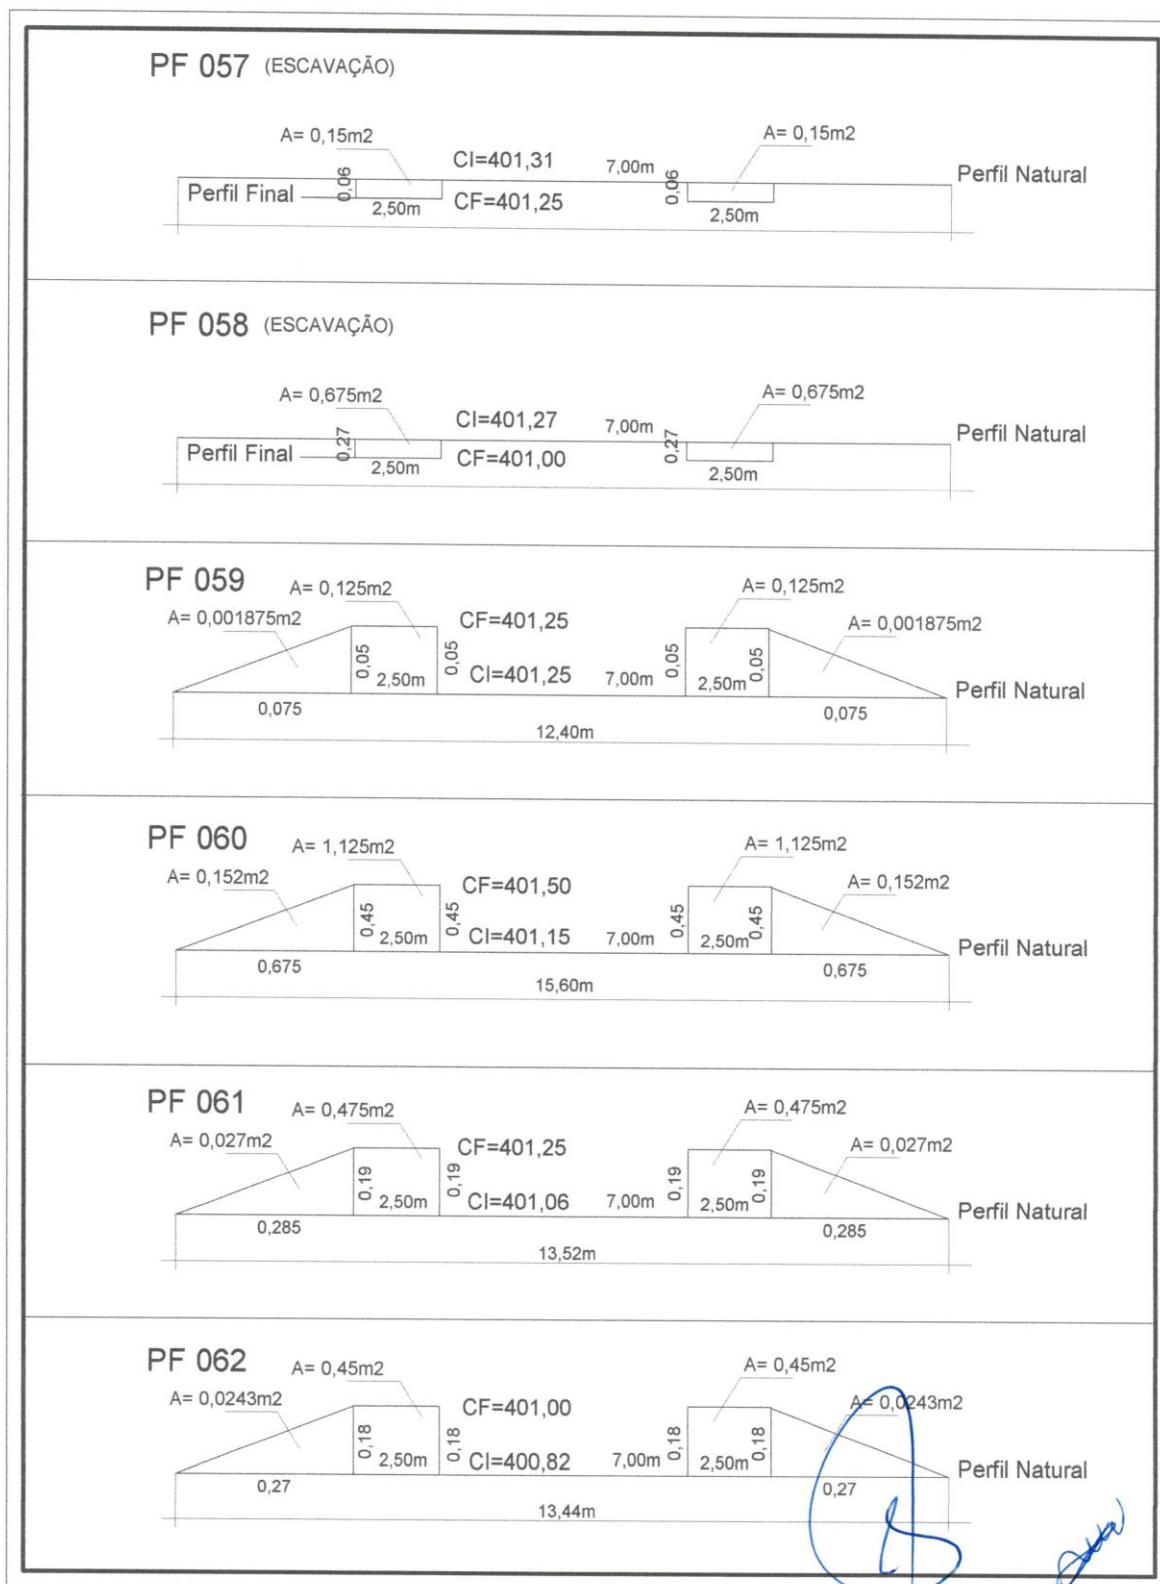 PF 057 (ESCAVAÇÃO)
A= 0,15m2
A= 0,15m2
CI=401,31
7,00m
Perfil Natural
Perfil Final
0,06
2,50m
CF=401,25
0,06
2,50m
PF 058 (ESCAVAÇÃO)
A= 0,675m2
A= 0,675m2
CI=401,27
7,00m
Perfil Natural
Perfil Final
0,27
2,50m
CF=401,00
0,27
2,50m
PF 059
A= 0,125m2
A= 0,125m2
A= 0,001875m2
CF=401,25
A= 0,001875m2
0,05
2,50m
0,05
CI=401,25
7,00m
0,05
2,50m
0,05
Perfil Natural
0,075
0,075
12,40m
PF 060
A= 1,125m2
A= 1,125m2
A= 0,152m2
CF=401,50
A= 0,152m2
0,45
2,50m
0,45
CI=401,15
7,00m
0,45
2,50m
0,45
Perfil Natural
0,675
0,675
15,60m
PF 061
A= 0,475m2
A= 0,475m2
A= 0,027m2
CF=401,25
A= 0,027m2
0,19
2,50m
0,19
CI=401,06
7,00m
0,19
2,50m
0,19
Perfil Natural
0,285
0,285
13,52m
PF 062
A= 0,45m2
A= 0,45m2
A= 0,0243m2
CF=401,00
A= 0,0243m2
0,18
2,50m
0,18
CI=400,82
7,00m
0,18
2,50m
0,18
Perfil Natural
0,27
0,27
13,44m